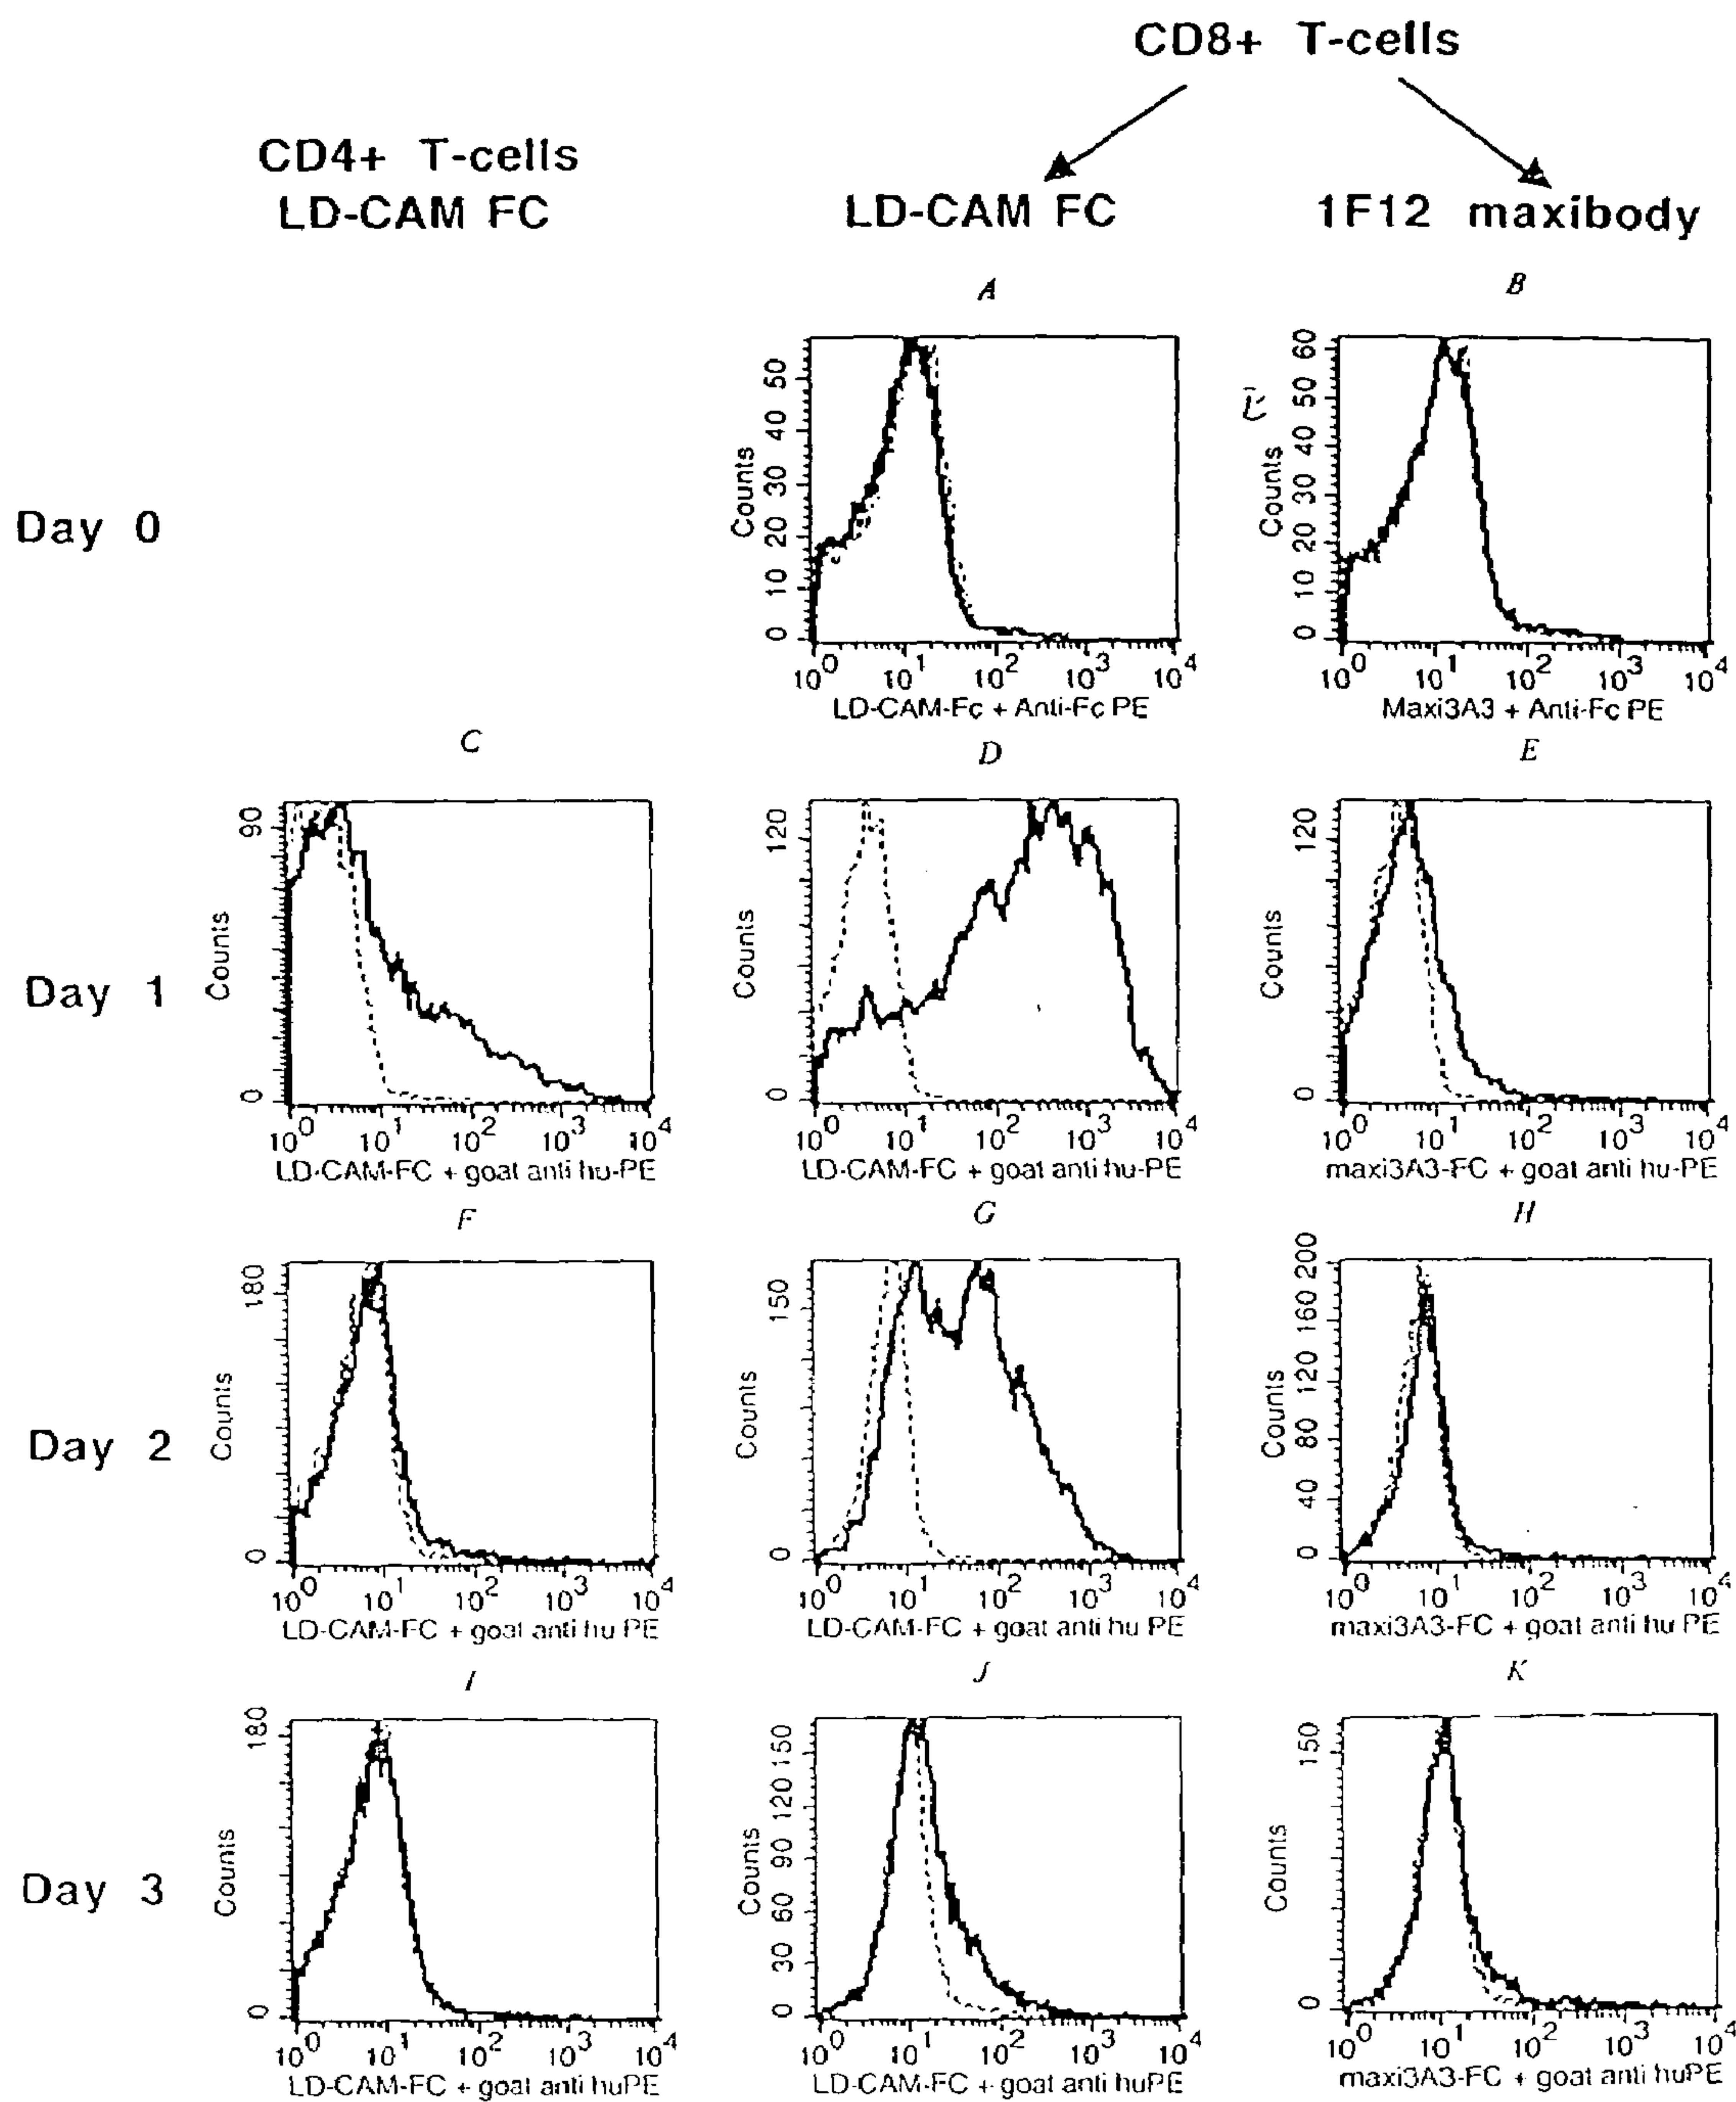 CD8+ T-cells
CD4+ T-cells
LD-CAM FC
LD-CAM FC
1F12 maxibody
A
B
Day 0
Counts
0 10 20 30 40 50
10^0 10^1 10^2 10^3 10^4
LD-CAM-Fc + Anti-Fc PE
Counts
0 10 20 30 40 50 60
10^0 10^1 10^2 10^3 10^4
Maxi3A3 + Anti-Fc PE
C
D
E
Day 1
Counts
0 90
10^0 10^1 10^2 10^3 10^4
LD-CAM-FC + goat anti hu-PE
Counts
0 120
10^0 10^1 10^2 10^3 10^4
LD-CAM-FC + goat anti hu-PE
Counts
0 120
10^0 10^1 10^2 10^3 10^4
maxi3A3-FC + goat anti hu-PE
F
G
H
Day 2
Counts
0 180
10^0 10^1 10^2 10^3 10^4
LD-CAM-FC + goat anti hu PE
Counts
0 150
10^0 10^1 10^2 10^3 10^4
LD-CAM-FC + goat anti hu PE
Counts
0 40 80 120 160 200
10^0 10^1 10^2 10^3 10^4
maxi3A3-FC + goat anti hu PE
I
J
K
Day 3
Counts
0 180
10^0 10^1 10^2 10^3 10^4
LD-CAM-FC + goat anti huPE
Counts
0 30 60 90 120 150
10^0 10^1 10^2 10^3 10^4
LD-CAM-FC + goat anti huPE
Counts
0 150
10^0 10^1 10^2 10^3 10^4
maxi3A3-FC + goat anti huPE